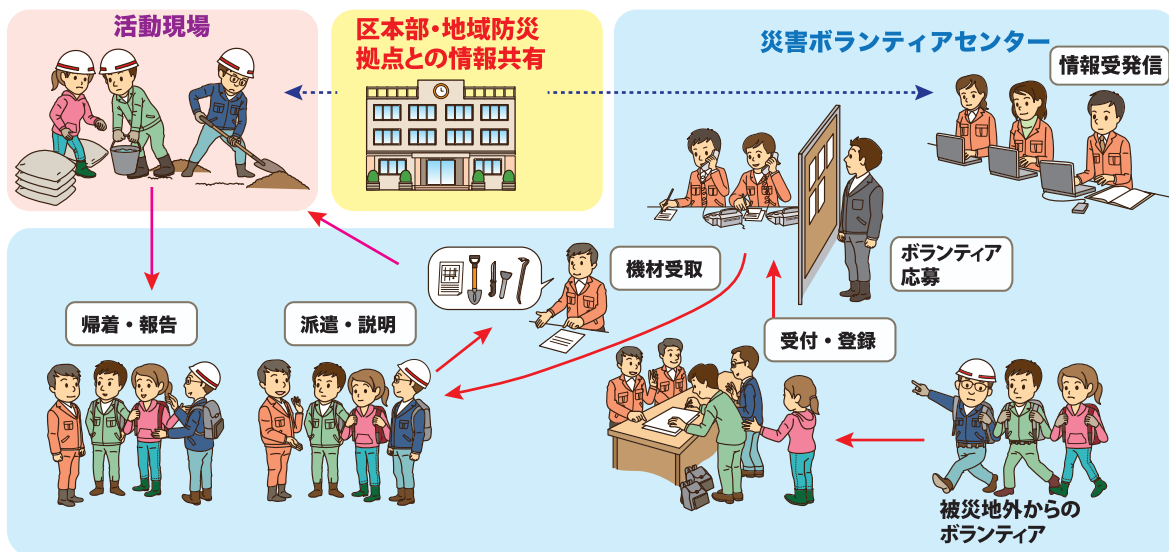 活動現場
区本部・地域防災
拠点との情報共有
災害ボランティアセンター
情報受発信
ボランティア
応募
機材受取
帰着・報告
派遣・説明
受付・登録
被災地外からの
ボランティア